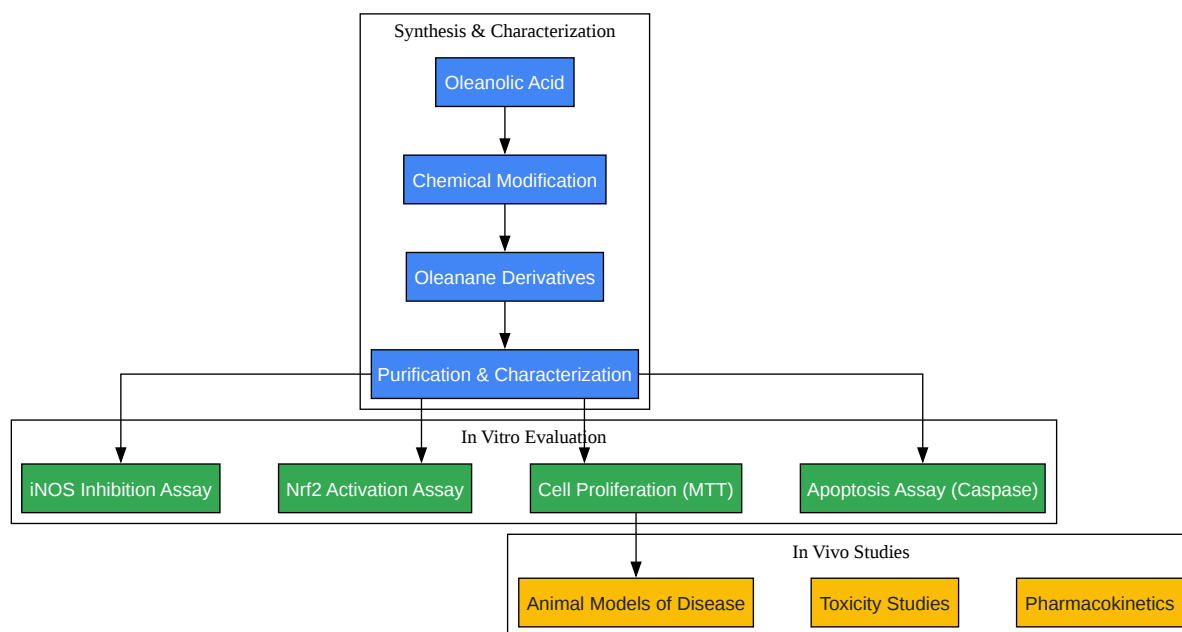 Synthesis & Characterization
Oleanolic Acid
Chemical Modification
Oleanane Derivatives
Purification & Characterization
In Vitro Evaluation
iNOS Inhibition Assay
Nrf2 Activation Assay
Cell Proliferation (MTT)
Apoptosis Assay (Caspase)
In Vivo Studies
Animal Models of Disease
Toxicity Studies
Pharmacokinetics